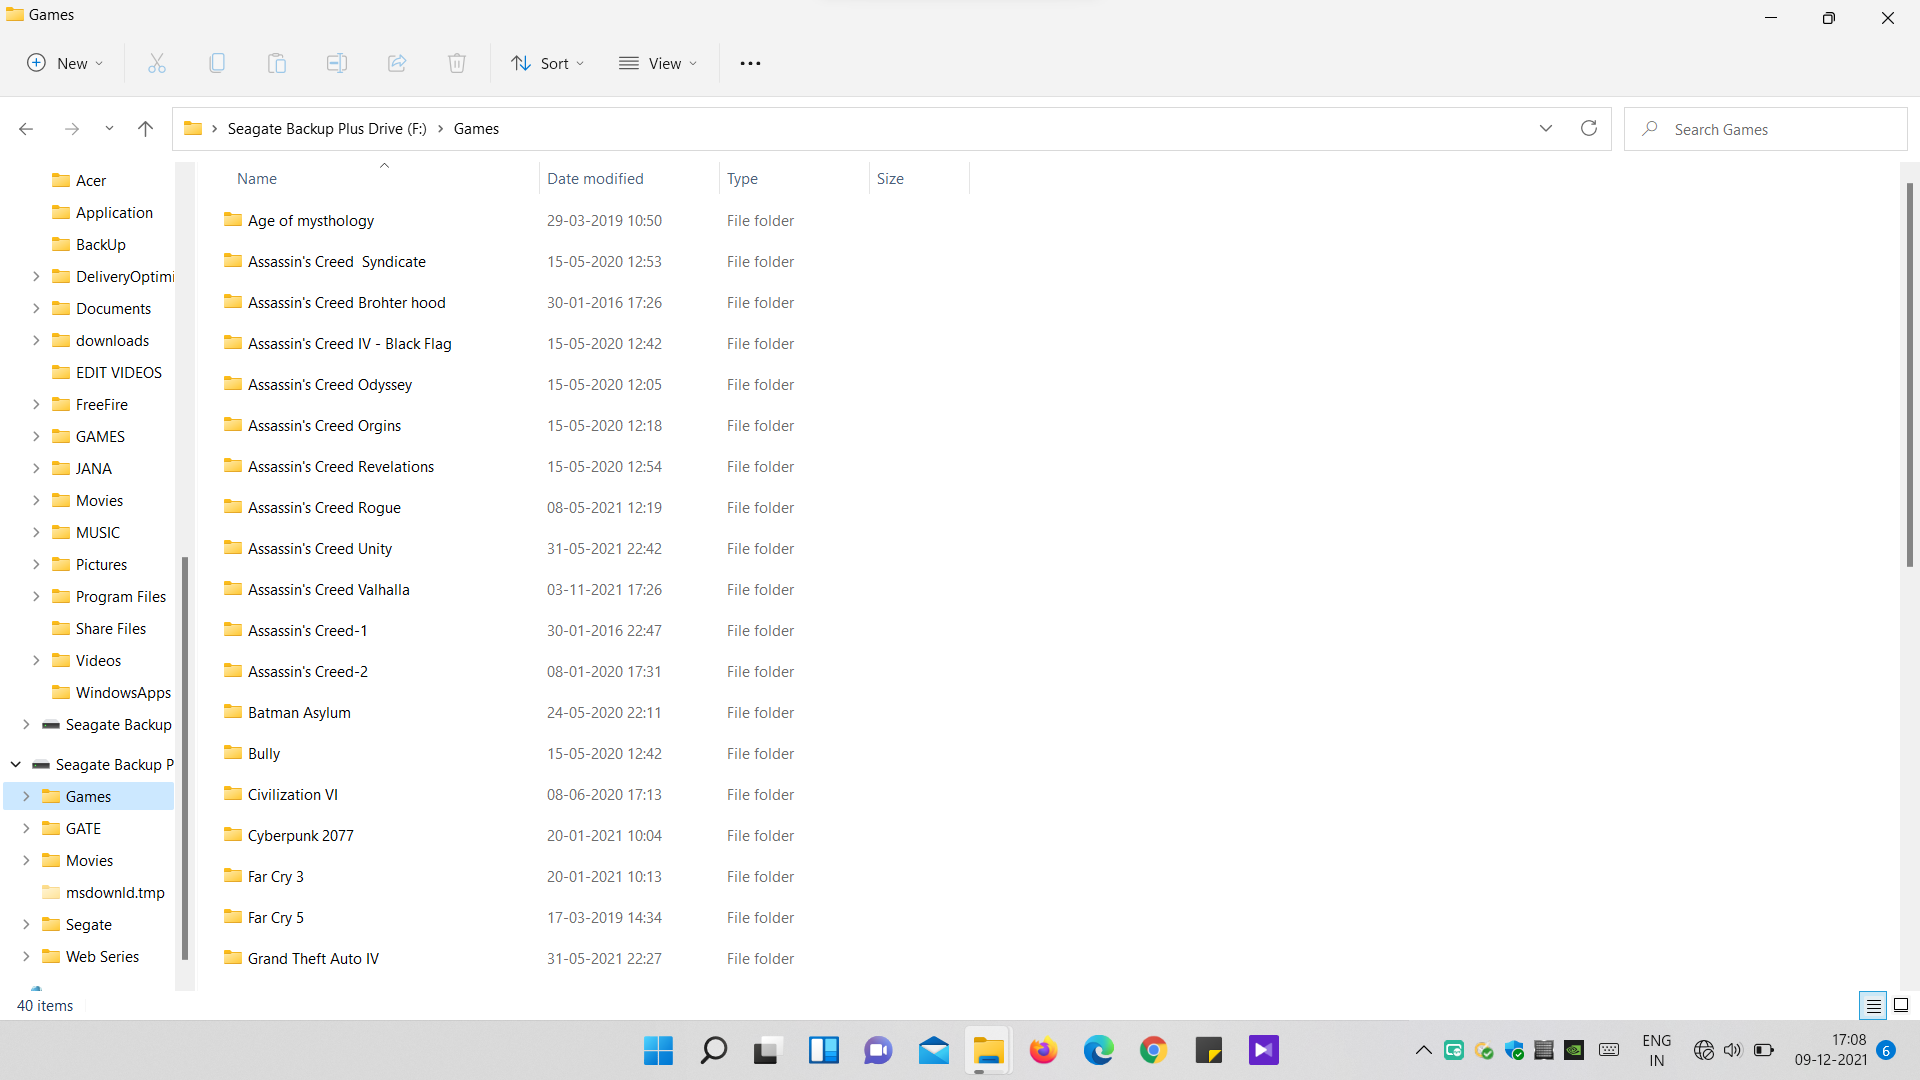 Games
New
Sort
View
Seagate Backup Plus Drive (F:) Games
Search Games
Acer
Application
BackUp
DeliveryOptimi
Documents
downloads
EDIT VIDEOS
FreeFire
GAMES
JANA
Movies
MUSIC
Pictures
Program Files
Share Files
Videos
WindowsApps
Seagate Backup
Seagate Backup P
Games
GATE
Movies
msdownld.tmp
Segate
Web Series
Name Date modified Type Size
Age of mysthology 29-03-2019 10:50 File folder
Assassin's Creed  Syndicate 15-05-2020 12:53 File folder
Assassin's Creed Brohter hood 30-01-2016 17:26 File folder
Assassin's Creed IV - Black Flag 15-05-2020 12:42 File folder
Assassin's Creed Odyssey 15-05-2020 12:05 File folder
Assassin's Creed Orgins 15-05-2020 12:18 File folder
Assassin's Creed Revelations 15-05-2020 12:54 File folder
Assassin's Creed Rogue 08-05-2021 12:19 File folder
Assassin's Creed Unity 31-05-2021 22:42 File folder
Assassin's Creed Valhalla 03-11-2021 17:26 File folder
Assassin's Creed-1 30-01-2016 22:47 File folder
Assassin's Creed-2 08-01-2020 17:31 File folder
Batman Asylum 24-05-2020 22:11 File folder
Bully 15-05-2020 12:42 File folder
Civilization VI 08-06-2020 17:13 File folder
Cyberpunk 2077 20-01-2021 10:04 File folder
Far Cry 3 20-01-2021 10:13 File folder
Far Cry 5 17-03-2019 14:34 File folder
Grand Theft Auto IV 31-05-2021 22:27 File folder
40 items
ENG
IN
17:08
09-12-2021
6